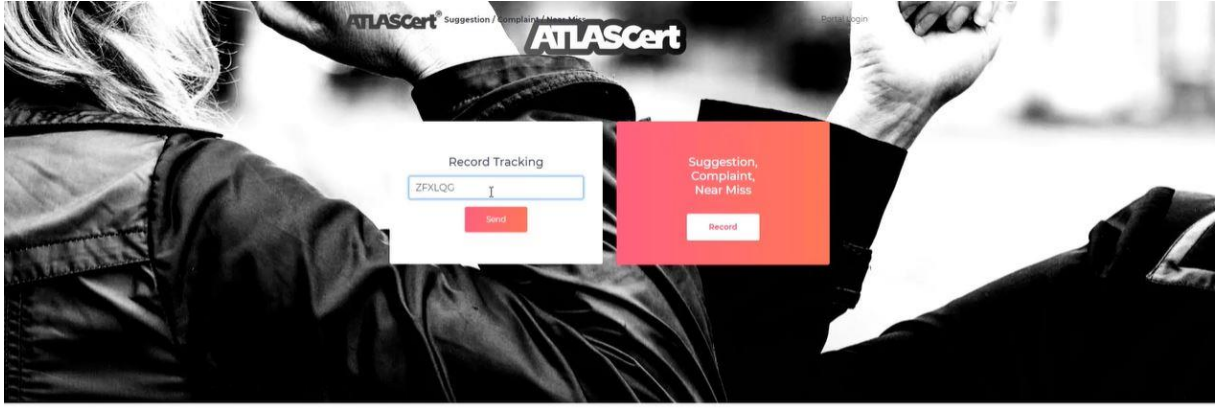 ATLASCert® Suggestion / Complaint / Near Miss
Portal Login
ATLASCert
Record Tracking
ZFXLQG
Send
Suggestion,
Complaint,
Near Miss
Record